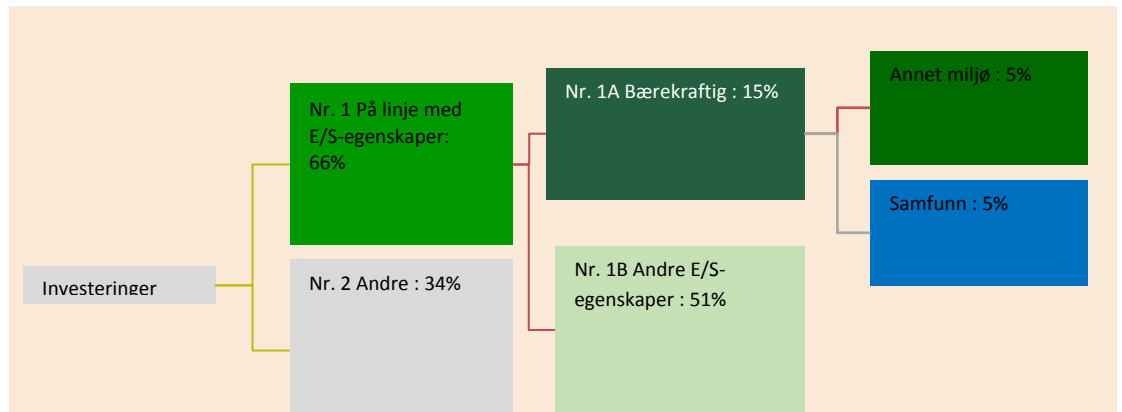 Investeringer
Nr. 1 På linje med
E/S-egenskaper:
66%
Nr. 2 Andre : 34%
Nr. 1A Bærekraftig : 15%
Nr. 1B Andre E/S-
egenskaper : 51%
Annet miljø : 5%
Samfunn : 5%